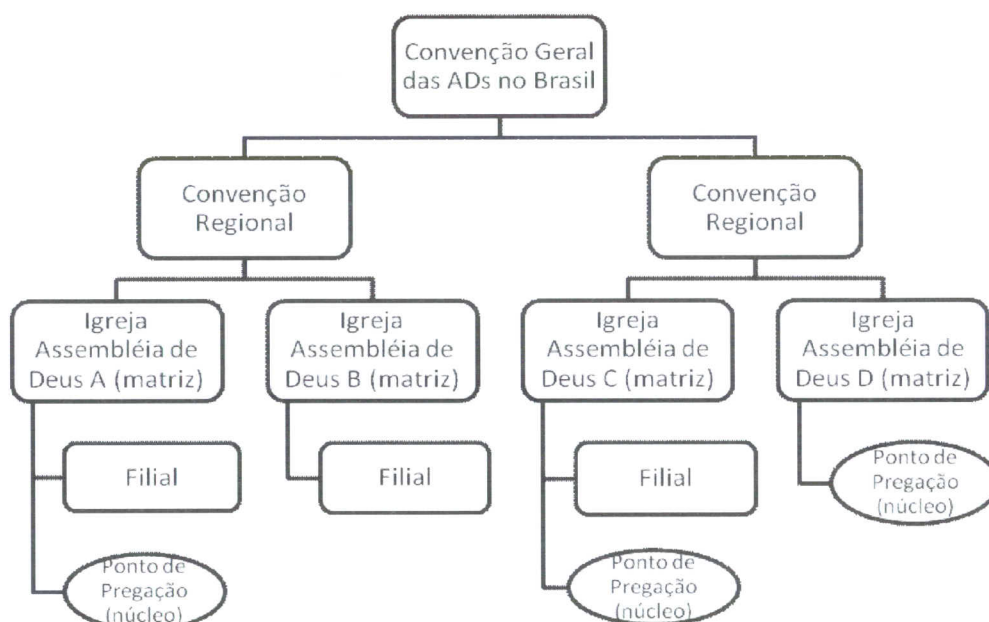 Convenção Geral
das ADs no Brasil
Convenção
Regional
Convenção
Regional
Igreja
Assembléia de
Deus A (matriz)
Igreja
Assembléia de
Deus B (matriz)
Igreja
Assembléia de
Deus C (matriz)
Igreja
Assembléia de
Deus D (matriz)
Filial
Filial
Filial
Ponto de
Pregação
(núcleo)
Ponto de
Pregação
(núcleo)
Ponto de
Pregação
(núcleo)